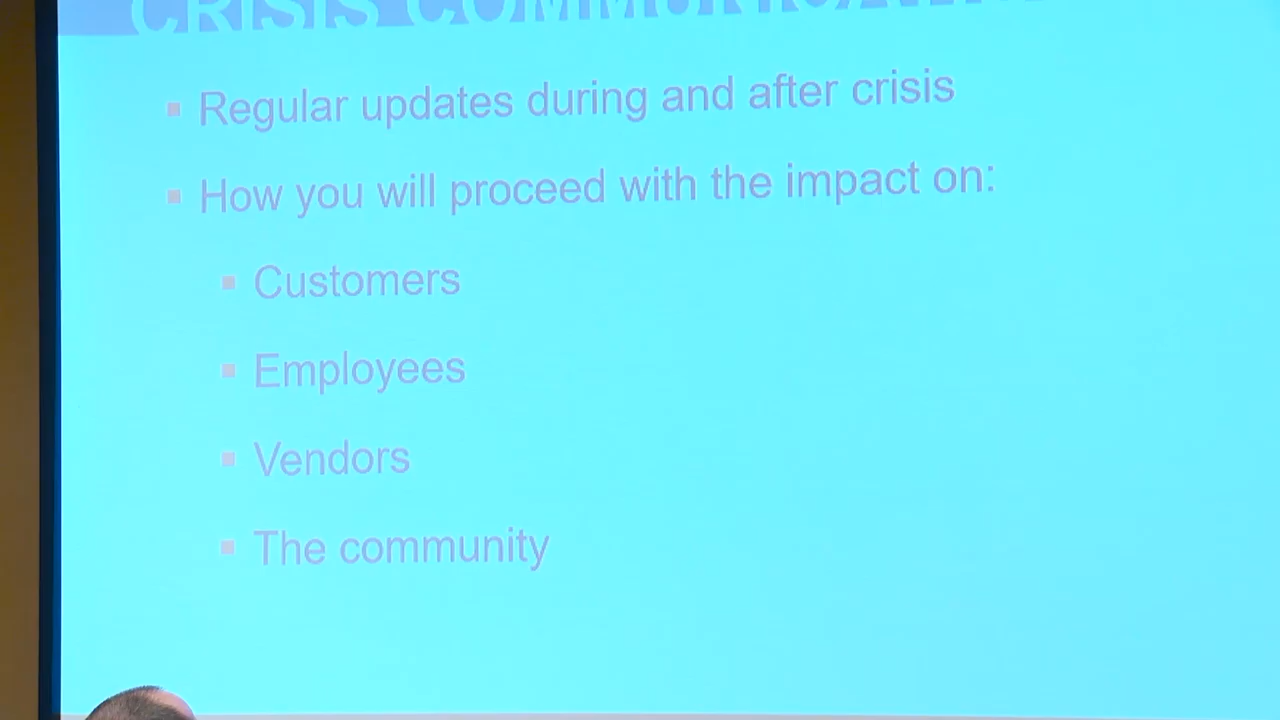 CRISIS
▪ Regular updates during and after crisis
▪ How you will proceed with the impact on:
▪ Customers
▪ Employees
▪ Vendors
▪ The community